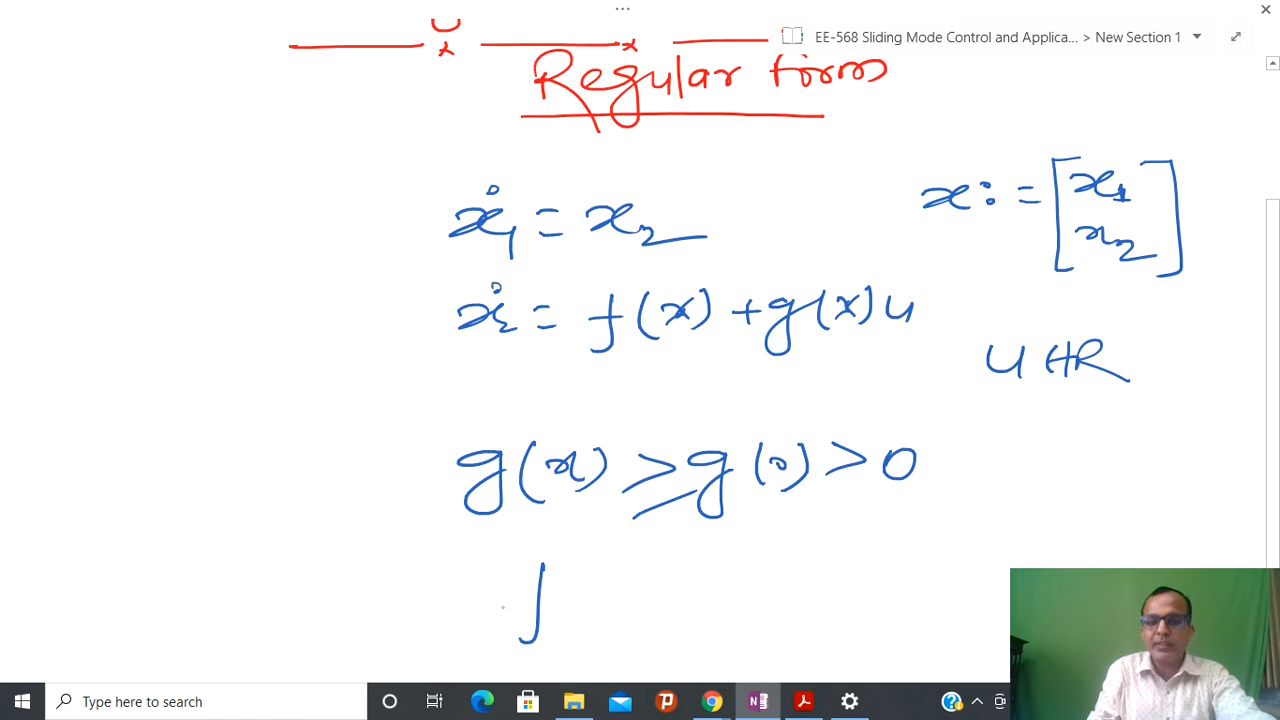 EE-568 Sliding Mode Control and Applica... > New Section 1
Regular form
ẋ₁ = x₂
x := [x₁ x₂]
ẋ₂ = f(x) + g(x)u
u ∈ ℝ
g(x) ≥ g(0) > 0
∫
Type here to search